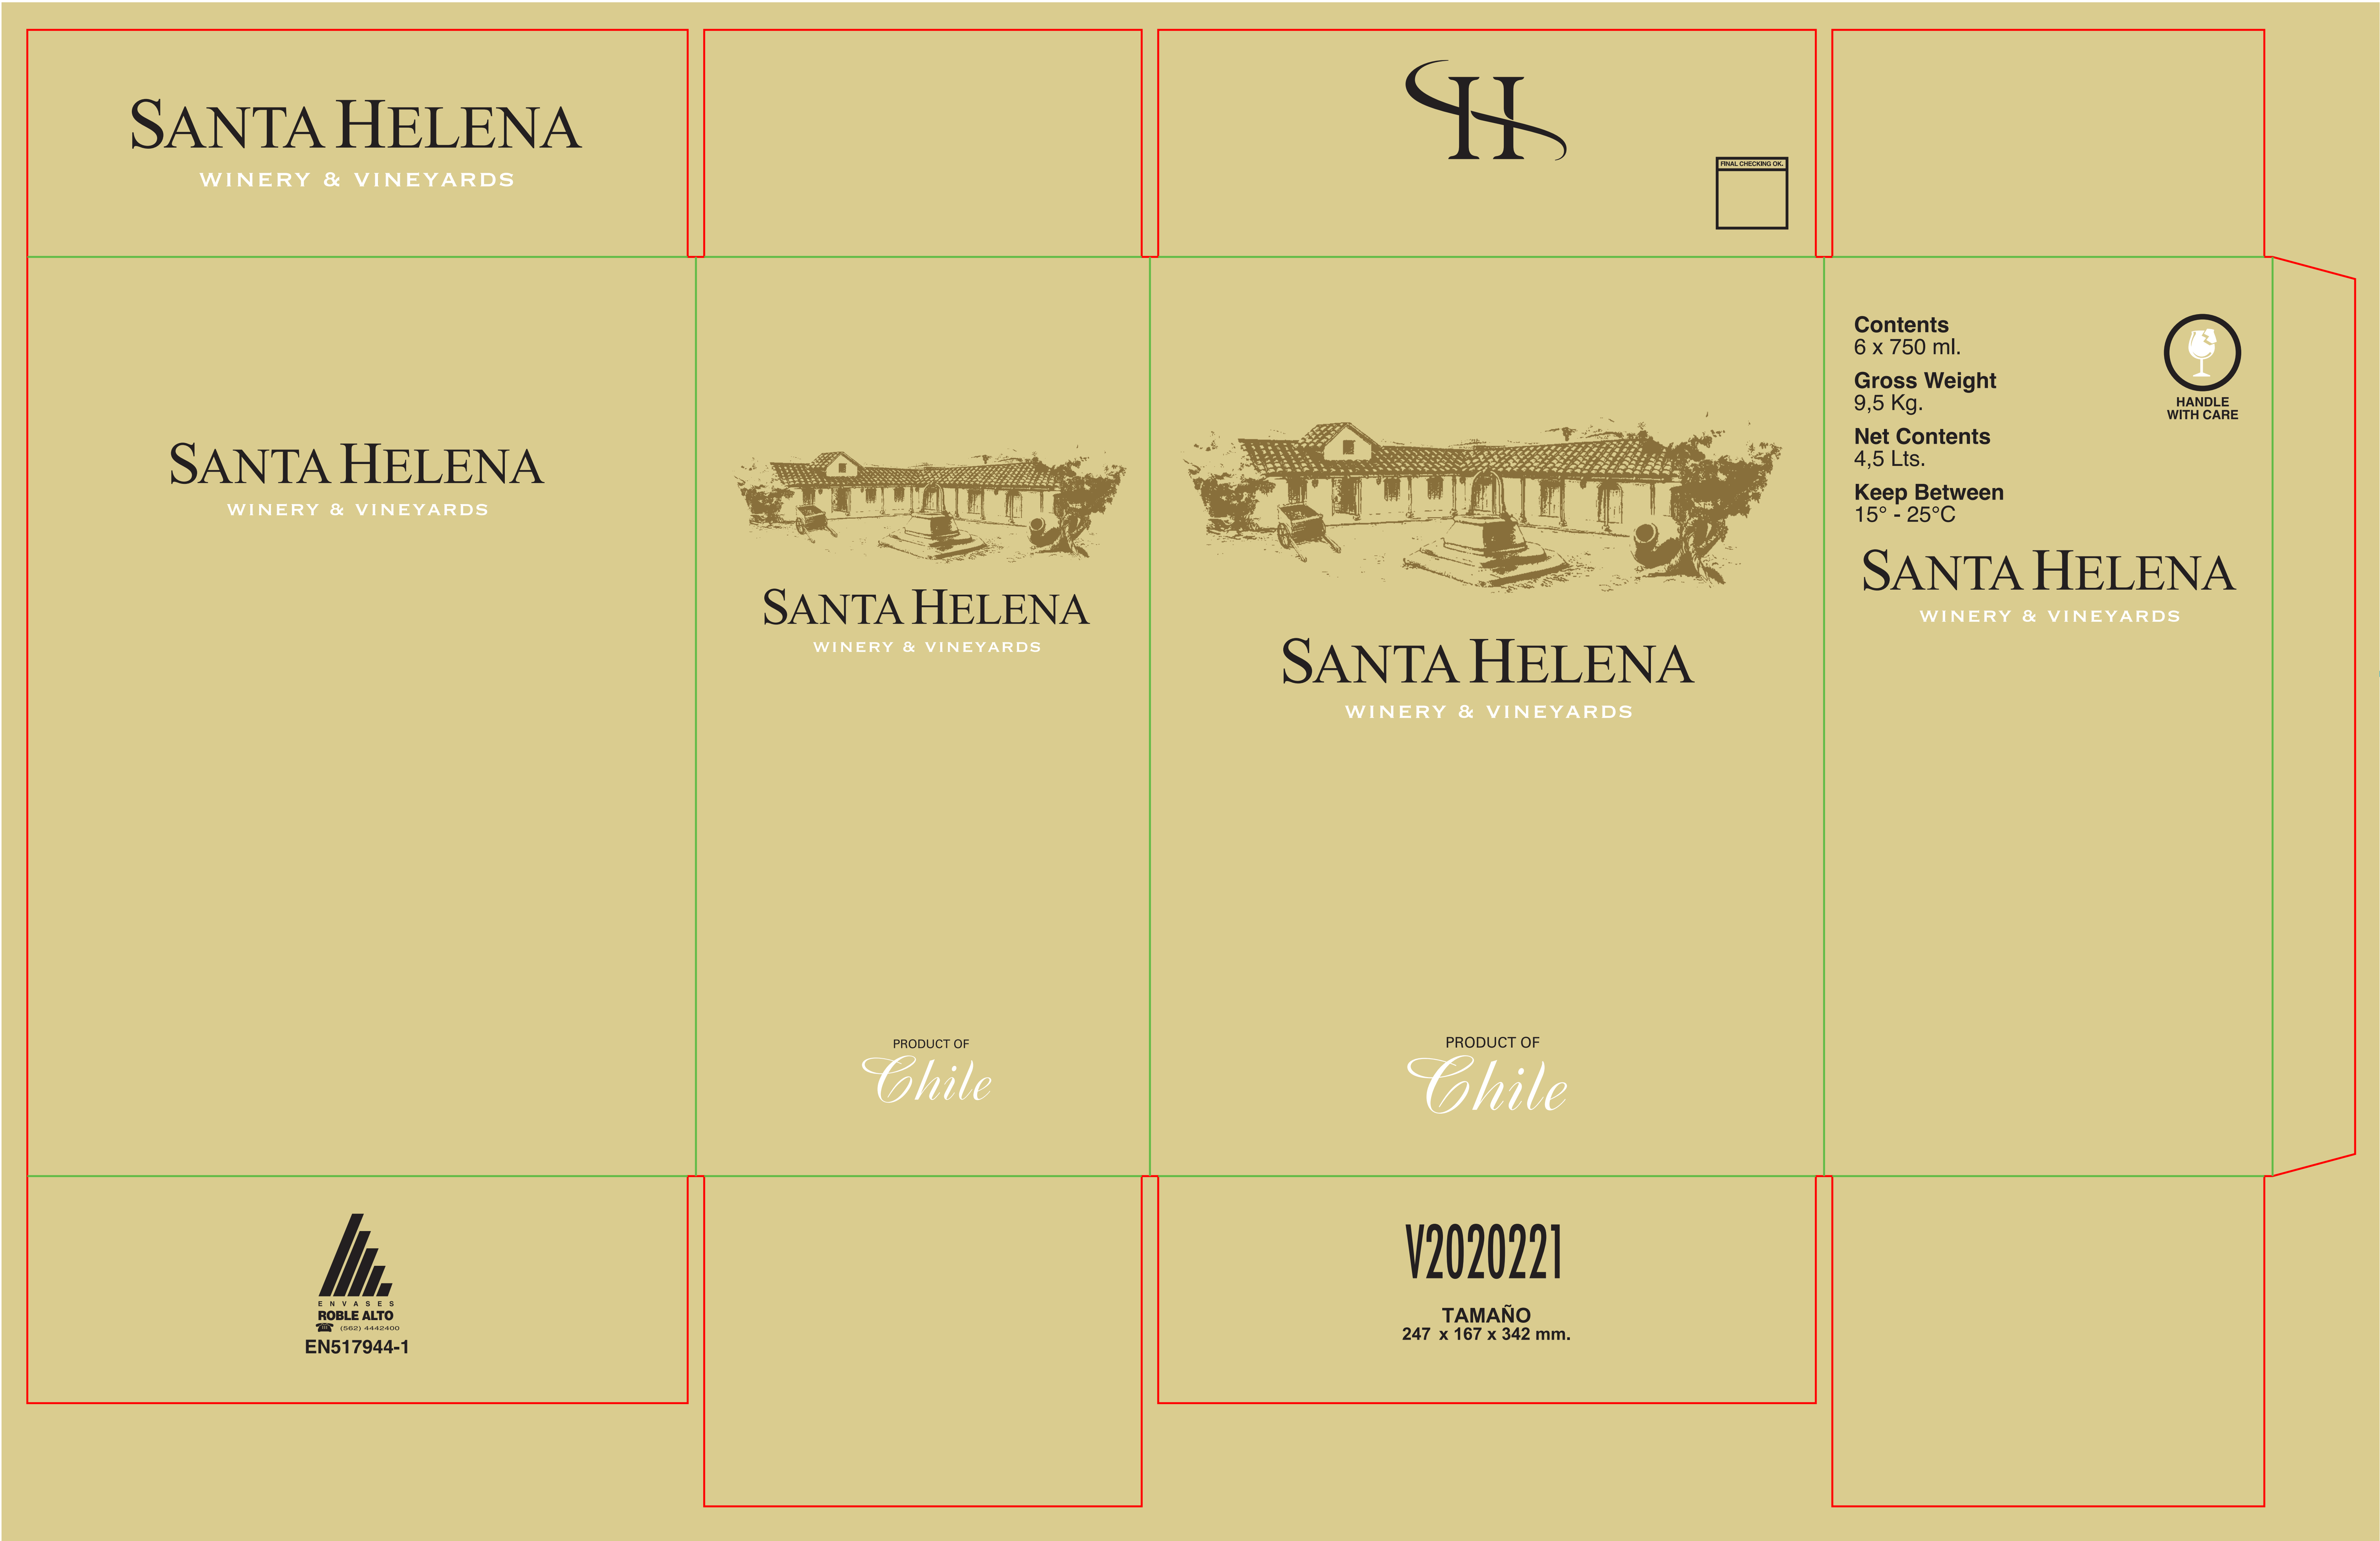 SANTA HELENA
WINERY & VINEYARDS
SH
FINAL CHECKING OK.
SANTA HELENA
WINERY & VINEYARDS
SANTA HELENA
WINERY & VINEYARDS
PRODUCT OF
Chile
SANTA HELENA
WINERY & VINEYARDS
PRODUCT OF
Chile
Contents
6 x 750 ml.
Gross Weight
9,5 Kg.
Net Contents
4,5 Lts.
Keep Between
15° - 25°C
HANDLE
WITH CARE
SANTA HELENA
WINERY & VINEYARDS
ENVASES
ROBLE ALTO
☎ (562) 4442400
EN517944-1
V2020221
TAMAÑO
247 x 167 x 342 mm.